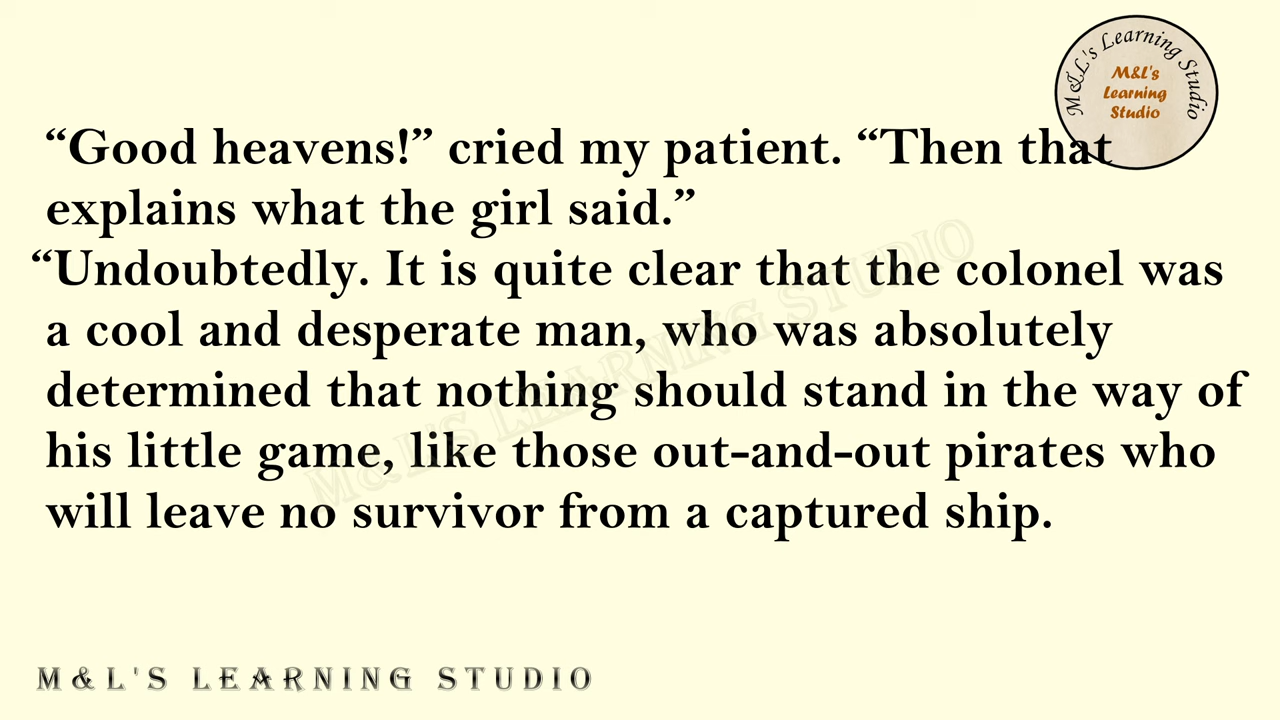 M&L's Learning Studio
M&L's
Learning
Studio
“Good heavens!” cried my patient. “Then that
explains what the girl said.”
“Undoubtedly. It is quite clear that the colonel was
a cool and desperate man, who was absolutely
determined that nothing should stand in the way of
his little game, like those out-and-out pirates who
will leave no survivor from a captured ship.
M&L'S LEARNING STUDIO
M&L'S LEARNING STUDIO